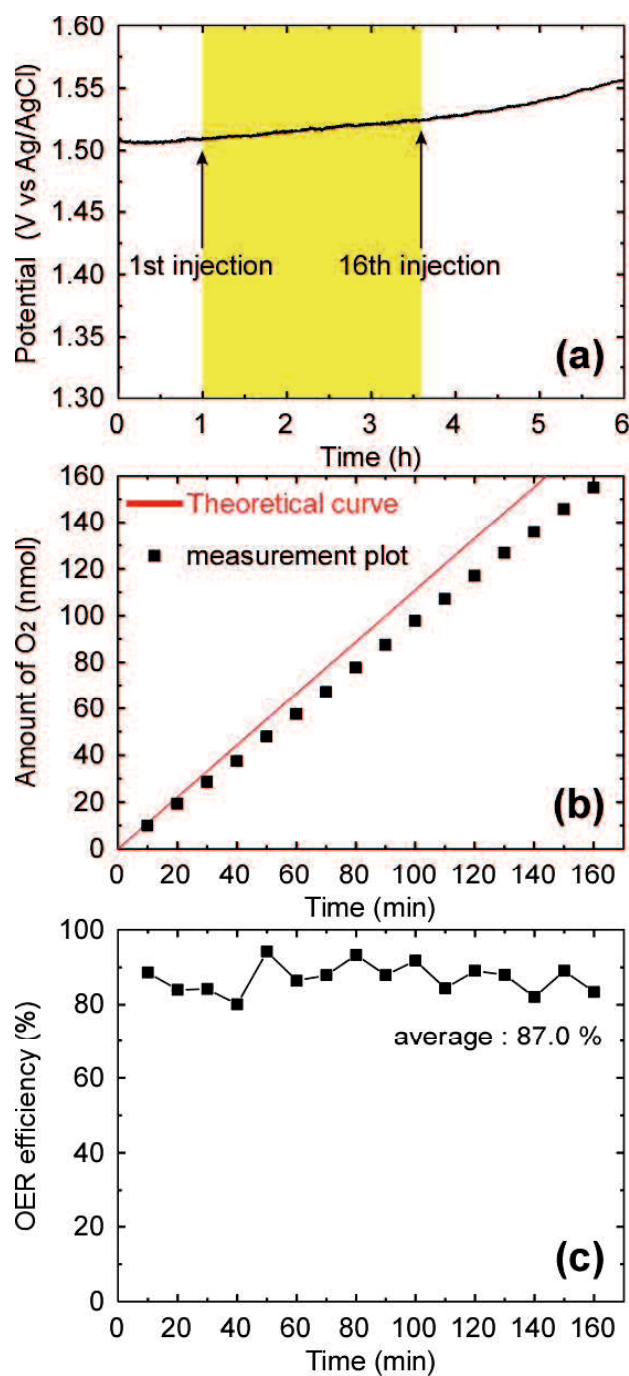 1.60
1.55
1.50
1.45
1.40
1.35
1.30
Potential (V vs Ag/AgCl)
1st injection
16th injection
(a)
0 1 2 3 4 5 6
Time (h)
160
140
120
100
80
60
40
20
0
Amount of O₂ (nmol)
Theoretical curve
measurement plot
(b)
0 20 40 60 80 100 120 140 160
Time (min)
100
80
60
40
20
0
OER efficiency (%)
average : 87.0 %
(c)
0 20 40 60 80 100 120 140 160
Time (min)